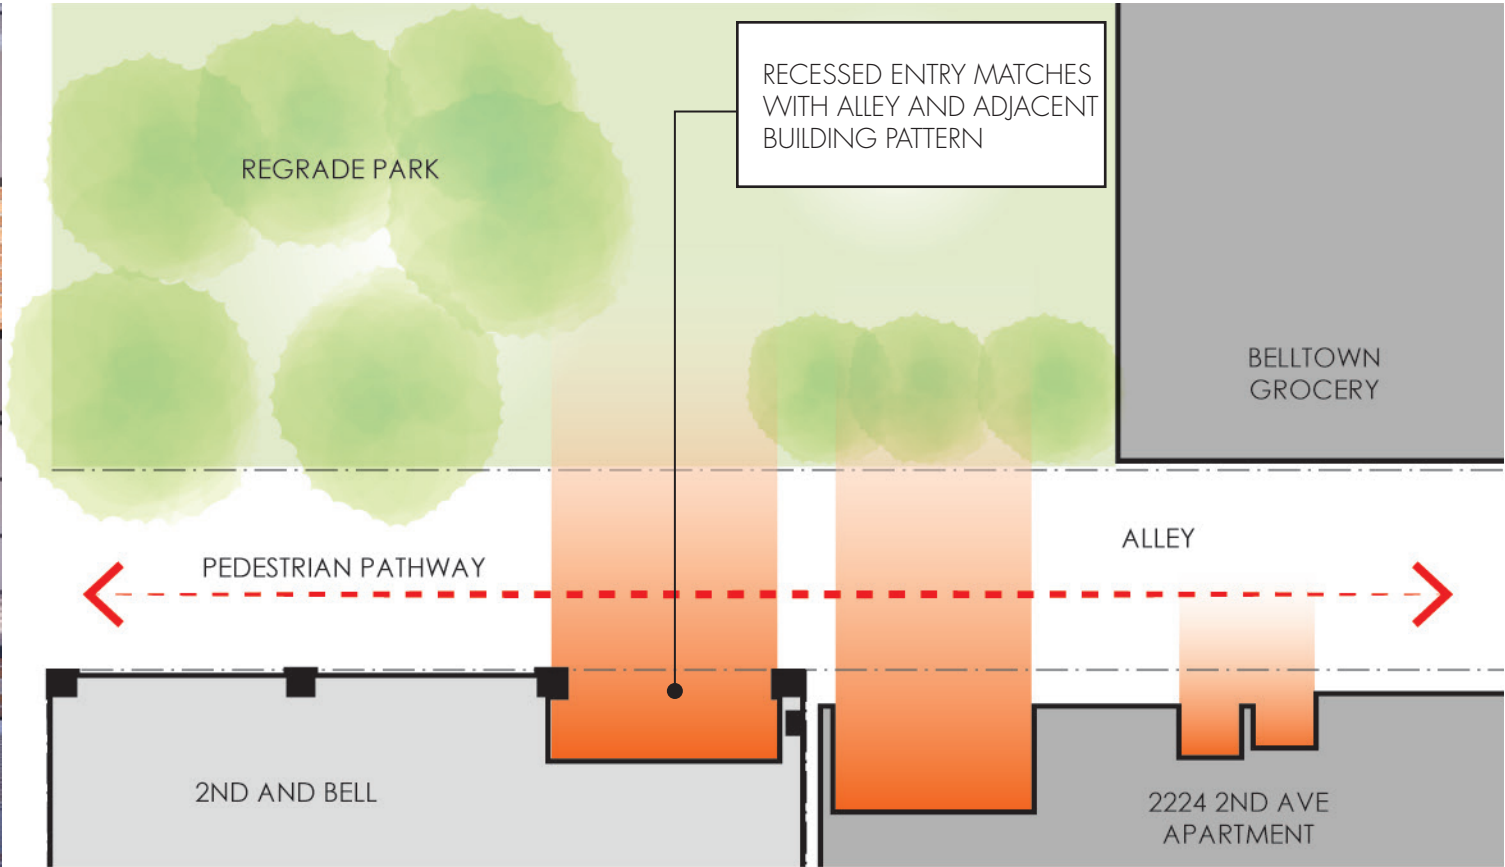 RECESSED ENTRY MATCHES
WITH ALLEY AND ADJACENT
BUILDING PATTERN
REGRADE PARK
BELLTOWN
GROCERY
ALLEY
PEDESTRIAN PATHWAY
2ND AND BELL
2224 2ND AVE
APARTMENT